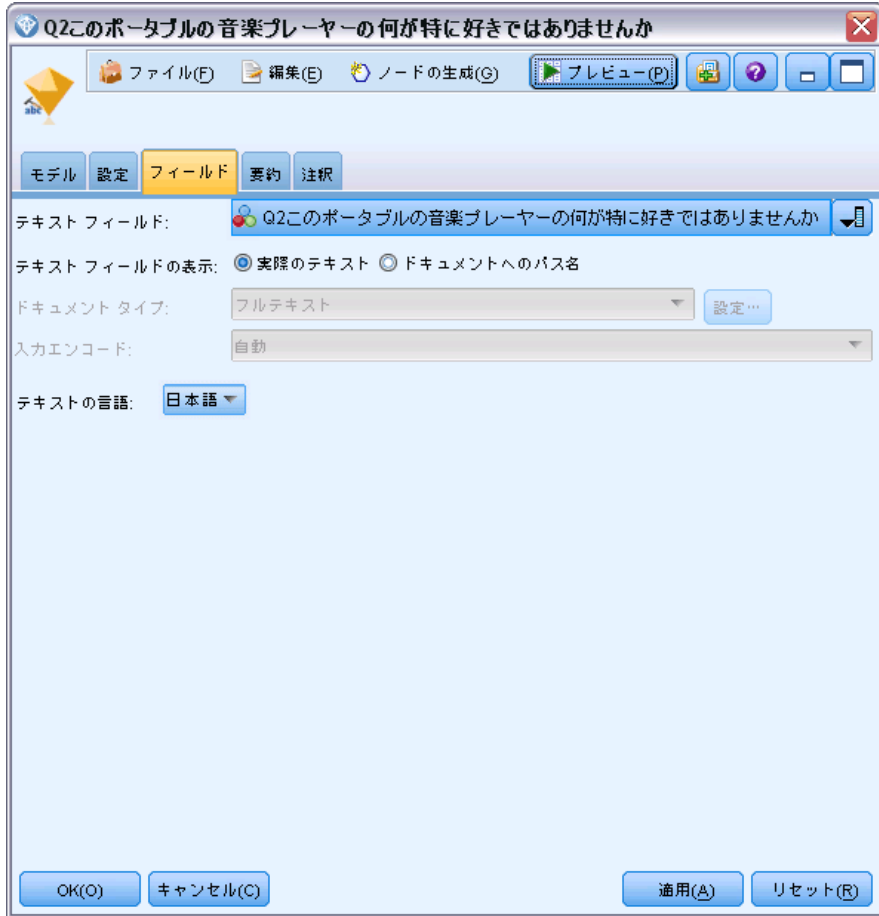 Q2このポータブルの音楽プレーヤーの何が特に好きではありませんか
ファイル(F) 編集(E) ノードの生成(G) プレビュー(P)
abc
モデル 設定 フィールド 要約 注釈
テキスト フィールド: Q2このポータブルの音楽プレーヤーの何が特に好きではありませんか
テキスト フィールドの表示: 実際のテキスト ドキュメントへのパス名
ドキュメント タイプ: フルテキスト 設定…
入力エンコード: 自動
テキストの言語: 日本語
OK(O) キャンセル(C) 適用(A) リセット(R)